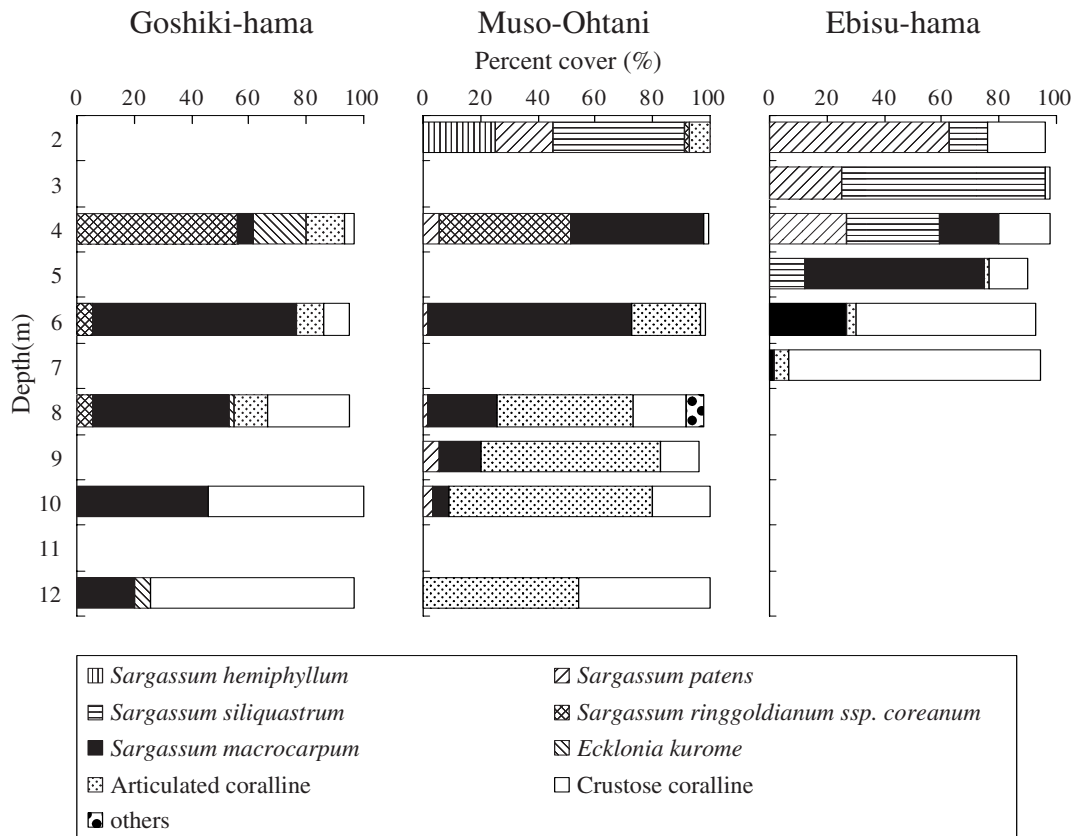 Goshiki-hama Muso-Ohtani Ebisu-hama
Percent cover (%)
0 20 40 60 80 100 0 20 40 60 80 100 0 20 40 60 80 100
Depth(m)
2
3
4
5
6
7
8
9
10
11
12
Sargassum hemiphyllum Sargassum patens
Sargassum siliquastrum Sargassum ringgoldianum ssp. coreanum
Sargassum macrocarpum Ecklonia kurome
Articulated coralline Crustose coralline
others